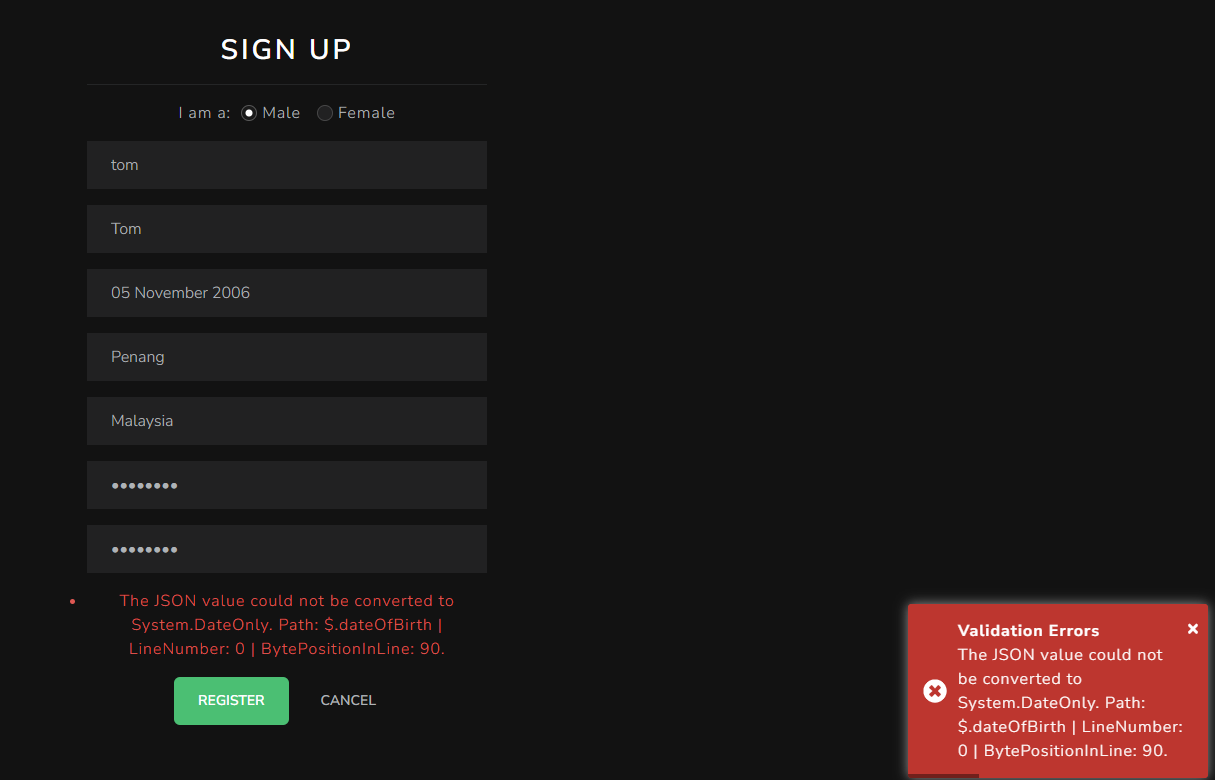 SIGN UP
I am a: Male Female
tom
Tom
05 November 2006
Penang
Malaysia
••••••••
••••••••
• The JSON value could not be converted to
System.DateOnly. Path: $.dateOfBirth |
LineNumber: 0 | BytePositionInLine: 90.
REGISTER CANCEL
Validation Errors
The JSON value could not
be converted to
System.DateOnly. Path:
$.dateOfBirth | LineNumber:
0 | BytePositionInLine: 90.